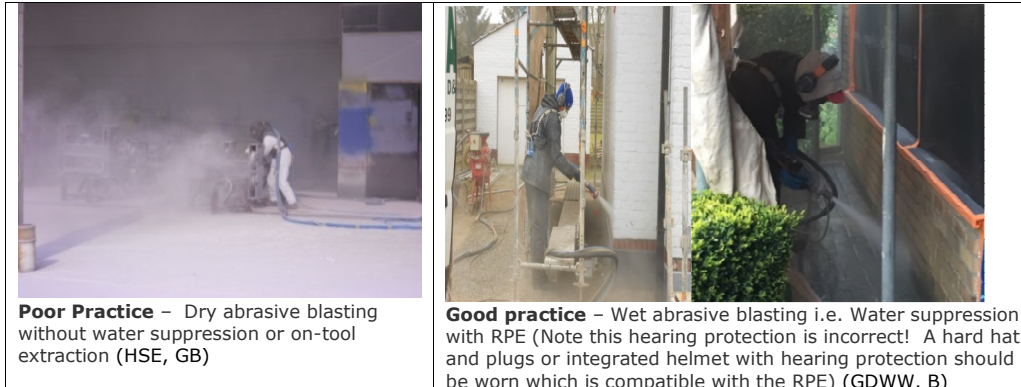 A
D&
99
Poor Practice – Dry abrasive blasting
without water suppression or on-tool
extraction (HSE, GB)
Good practice – Wet abrasive blasting i.e. Water suppression
with RPE (Note this hearing protection is incorrect! A hard hat
and plugs or integrated helmet with hearing protection should
be worn which is compatible with the RPE) (GDWW, B)